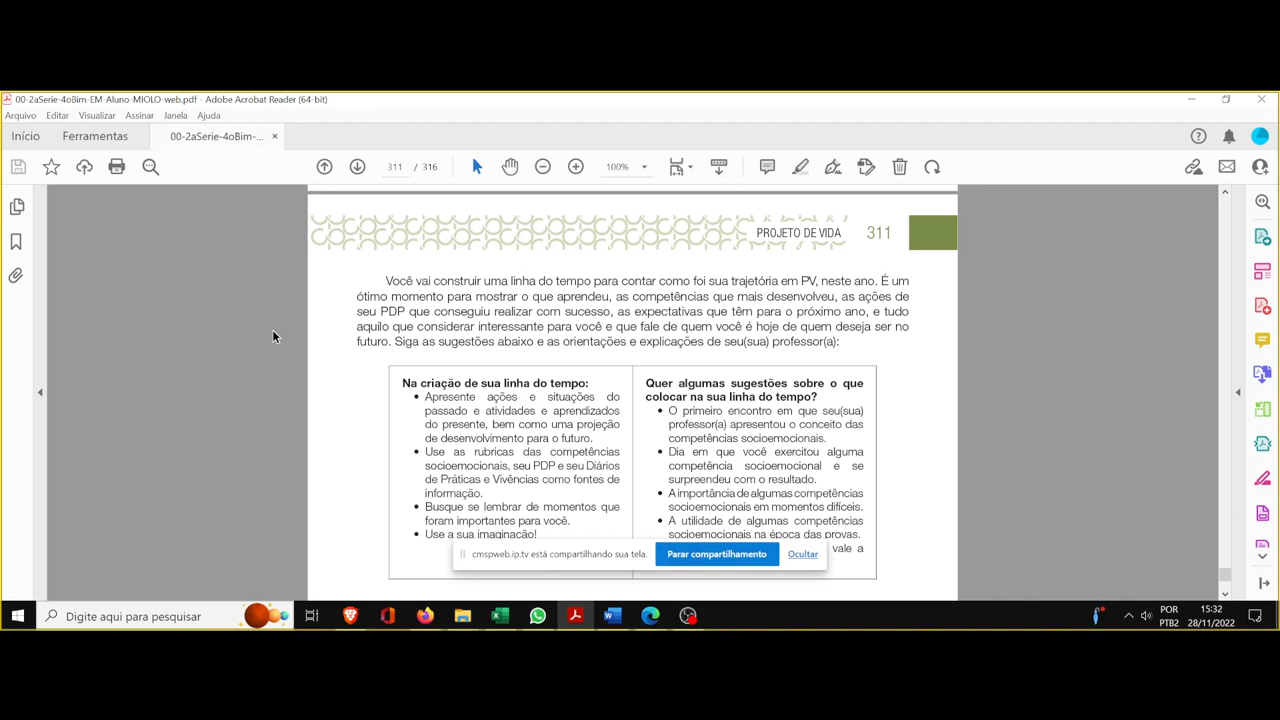 00-2aSerie-4oBim-EM-Aluno-MIOLO-web.pdf - Adobe Acrobat Reader (64-bit)
Arquivo Editar Visualizar Assinar Janela Ajuda
Início Ferramentas 00-2aSerie-4oBim-... ×
311 / 316 100%
PROJETO DE VIDA 311
Você vai construir uma linha do tempo para contar como foi sua trajetória em PV, neste ano. É um
ótimo momento para mostrar o que aprendeu, as competências que mais desenvolveu, as ações de
seu PDP que conseguiu realizar com sucesso, as expectativas que têm para o próximo ano, e tudo
aquilo que considerar interessante para você e que fale de quem você é hoje de quem deseja ser no
futuro. Siga as sugestões abaixo e as orientações e explicações de seu(sua) professor(a):
Na criação de sua linha do tempo:
• Apresente ações e situações do
passado e atividades e aprendizados
do presente, bem como uma projeção
de desenvolvimento para o futuro.
• Use as rubricas das competências
socioemocionais, seu PDP e seu Diários
de Práticas e Vivências como fontes de
informação.
• Busque se lembrar de momentos que
foram importantes para você.
• Use a sua imaginação!
Quer algumas sugestões sobre o que
colocar na sua linha do tempo?
• O primeiro encontro em que seu(sua)
professor(a) apresentou o conceito das
competências socioemocionais.
• Dia em que você exercitou alguma
competência socioemocional e se
surpreendeu com o resultado.
• A importância de algumas competências
socioemocionais em momentos difíceis.
• A utilidade de algumas competências
socioemocionais na época das provas.
vale a
cmspweb.ip.tv está compartilhando sua tela. Parar compartilhamento Ocultar
Digite aqui para pesquisar
POR
PTB2
15:32
28/11/2022